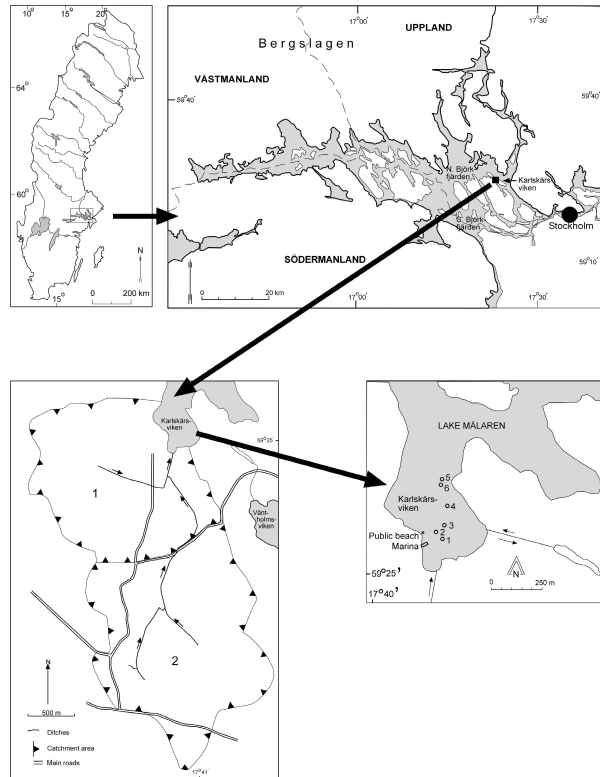 10° 15° 20°
64°
60°
15°
N
0 200 km
17°00' 17°30'
UPPLAND
Bergslagen
VÄSTMANLAND
59°40' 59°40'
N. Björk-
fjärden
Karlskärs
viken
S. Björk-
fjärden
Stockholm
SÖDERMANLAND
59°10'
0 20 km
17°00' 17°30'
Karlskärs-
viken
59°25'
1
Vänt-
holms-
viken
2
N
500 m
Ditches
Catchment area
Main roads
17°41'
LAKE MÄLAREN
5
6
Karlskärs-
viken
4
3
Public beach 2
Marina 1
59°25'
17°40'
N
0 250 m